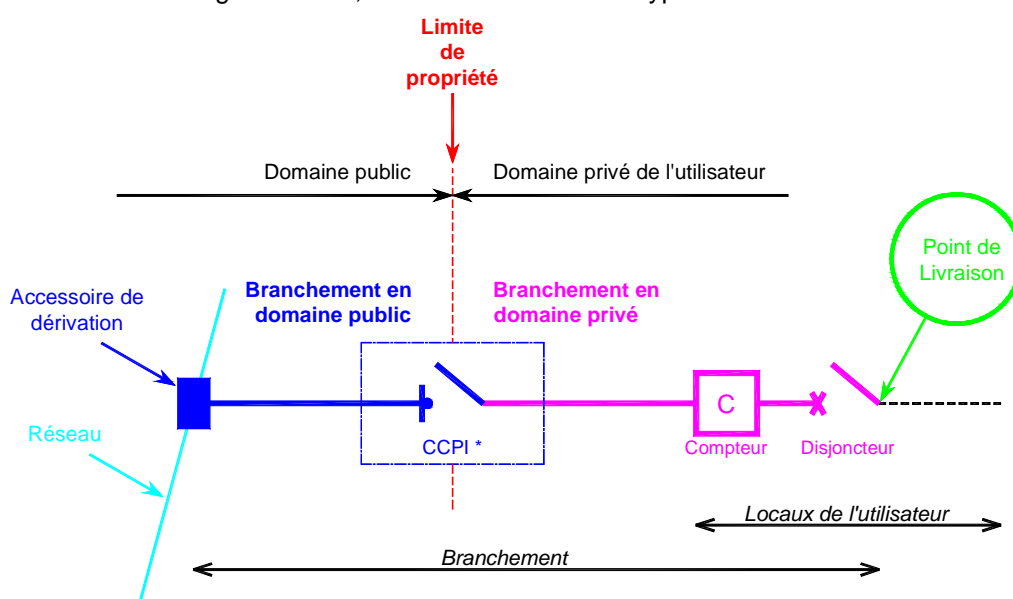 Limite
de
propriété
Domaine public
Domaine privé de l'utilisateur
Point de
Livraison
Accessoire de
dérivation
Branchement en
domaine public
Branchement en
domaine privé
C
Réseau
CCPI *
Compteur
Disjoncteur
Locaux de l'utilisateur
Branchement